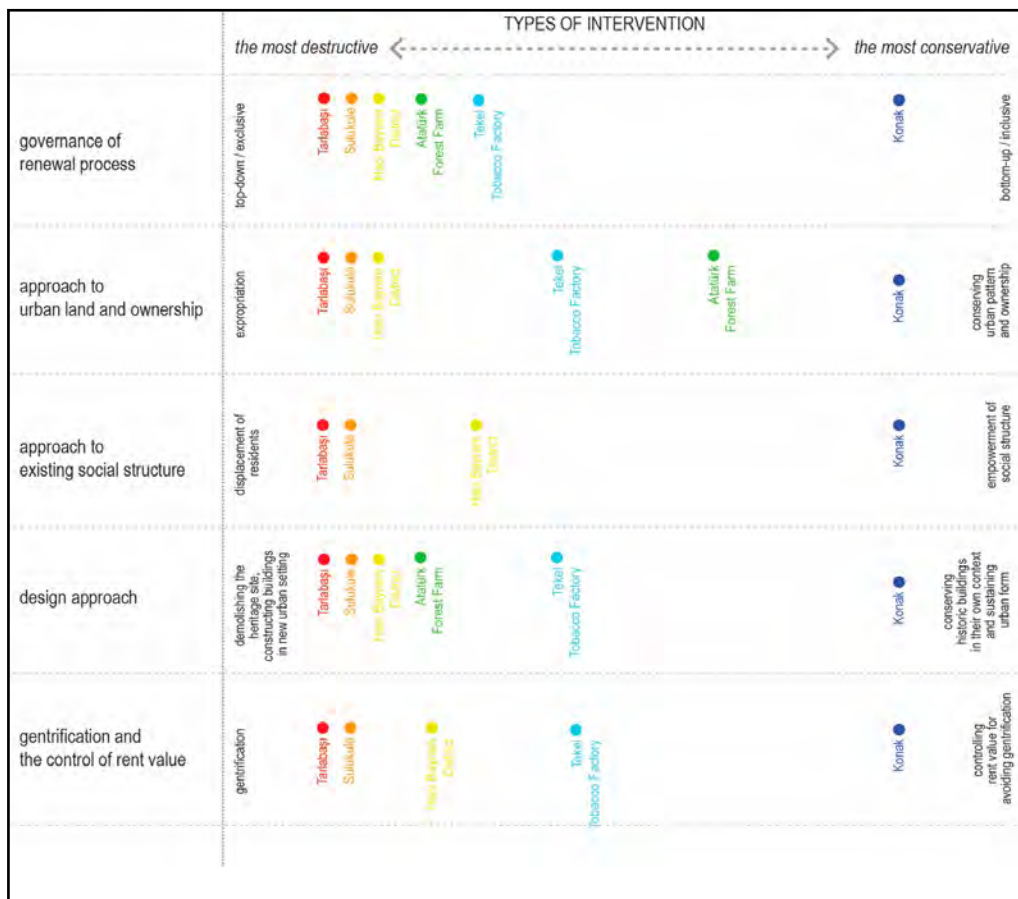 TYPES OF INTERVENTION
the most destructive
the most conservative
governance of
renewal process
top-down / exclusive
Tarlabaşı
Sulukule
Hacı Bayram
District
Atatürk
Forest Farm
Tekel
Tobacco Factory
Konak
bottom-up / inclusive
approach to
urban land and ownership
expropriation
Tarlabaşı
Sulukule
Hacı Bayram
District
Tekel
Tobacco Factory
Atatürk
Forest Farm
Konak
conserving
urban pattern
and ownership
approach to
existing social structure
displacement of
residents
Tarlabaşı
Sulukule
Hacı Bayram
District
Konak
empowerment of
social structure
design approach
demolishing the
heritage site,
constructing buildings
in new urban setting
Tarlabaşı
Sulukule
Hacı Bayram
District
Atatürk
Forest Farm
Tekel
Tobacco Factory
Konak
conserving
historic buildings
in their own context
and sustaining
urban form
gentrification and
the control of rent value
gentrification
Tarlabaşı
Sulukule
Hacı Bayram
District
Tekel
Tobacco Factory
Konak
controlling
rent value for
avoiding gentrification